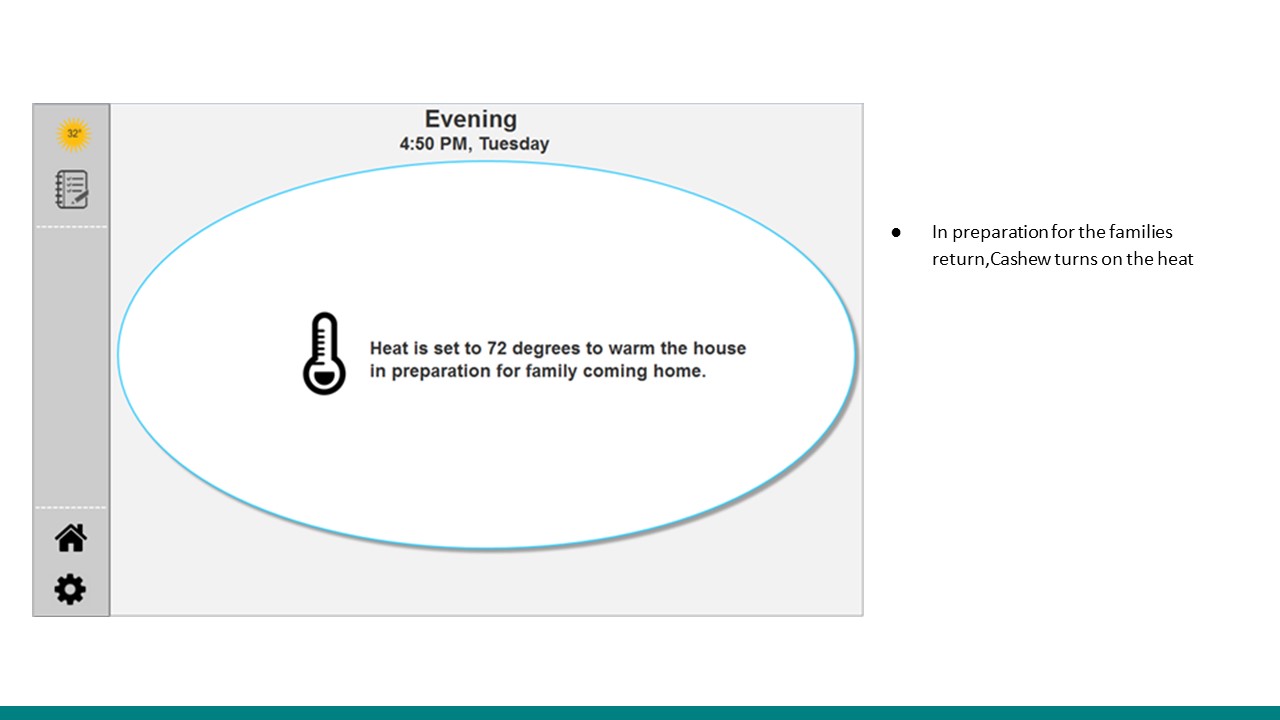 32°
Evening
4:50 PM, Tuesday
Heat is set to 72 degrees to warm the house
in preparation for family coming home.
● In preparation for the families
return,Cashew turns on the heat